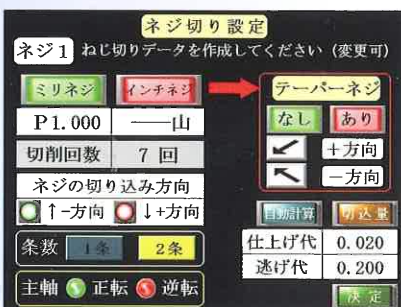 ネジ切り設定
ネジ1 ねじ切りデータを作成してください (変更可)
ミリネジ インチネジ テーパーネジ
P1.000 ──山 なし あり
切削回数 7回 +方向
ネジの切り込み方向 −方向
↑−方向 ↓+方向 自動計算 切込量
条数 1条 2条 仕上げ代 0.020
逃げ代 0.200
主軸 正転 逆転 決定